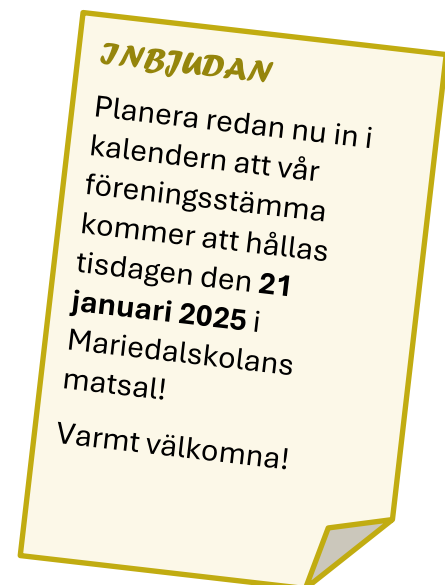 INBJUDAN
Planera redan nu in i
kalendern att vår
föreningsstämma
kommer att hållas
tisdagen den 21
januari 2025 i
Mariedalskolans
matsal!
Varmt välkomna!